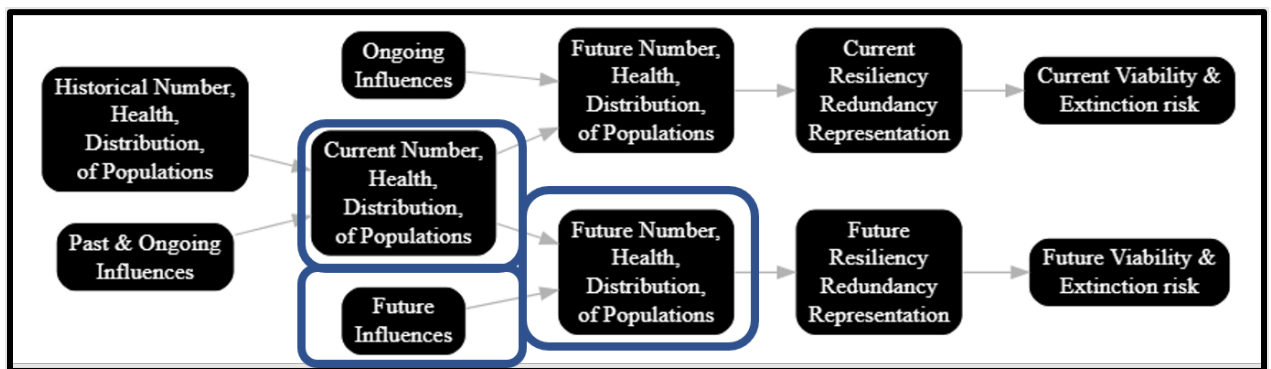 Historical Number,
Health,
Distribution,
of Populations
Past & Ongoing
Influences
Ongoing
Influences
Current Number,
Health,
Distribution,
of Populations
Future
Influences
Future Number,
Health,
Distribution,
of Populations
Future Number,
Health,
Distribution,
of Populations
Current
Resiliency
Redundancy
Representation
Future
Resiliency
Redundancy
Representation
Current Viability &
Extinction risk
Future Viability &
Extinction risk